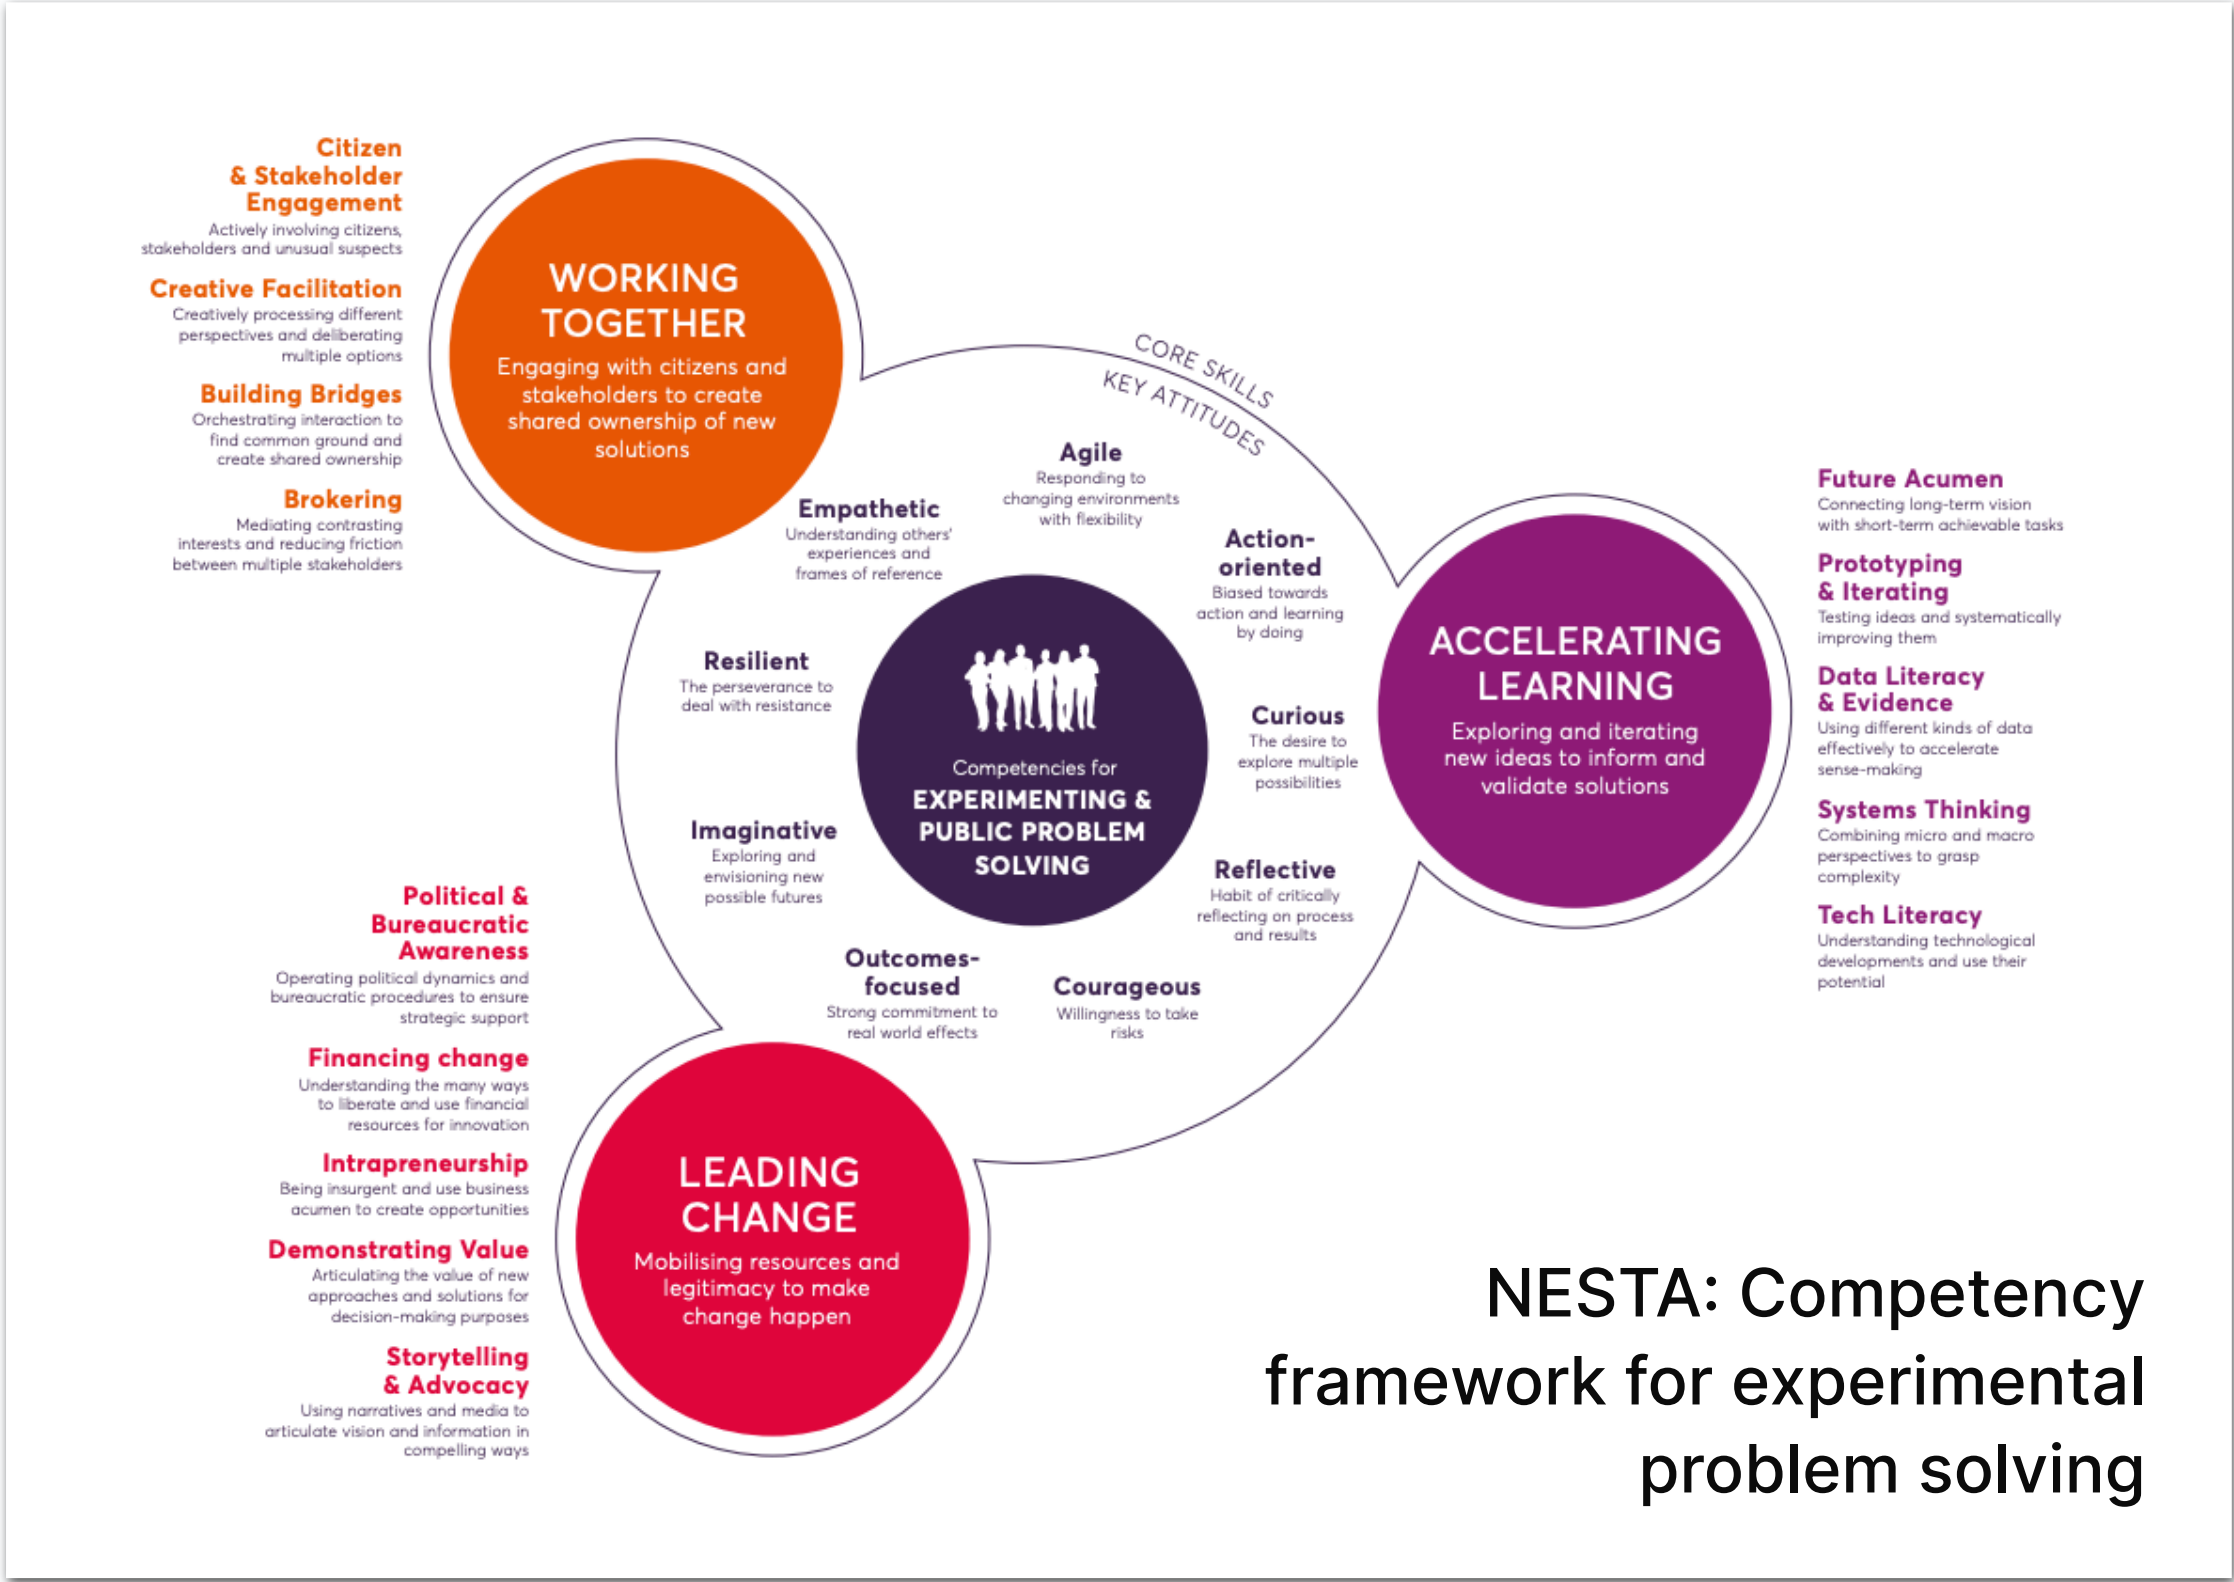 Citizen
& Stakeholder
Engagement
Actively involving citizens,
stakeholders and unusual suspects
Creative Facilitation
Creatively processing different
perspectives and deliberating
multiple options
Building Bridges
Orchestrating interaction to
find common ground and
create shared ownership
Brokering
Mediating contrasting
interests and reducing friction
between multiple stakeholders
WORKING
TOGETHER
Engaging with citizens and
stakeholders to create
shared ownership of new
solutions
CORE SKILLS
KEY ATTITUDES
Agile
Responding to
changing environments
with flexibility
Empathetic
Understanding others'
experiences and
frames of reference
Action-
oriented
Biased towards
action and learning
by doing
Resilient
The perseverance to
deal with resistance
Curious
The desire to
explore multiple
possibilities
Imaginative
Exploring and
envisioning new
possible futures
Reflective
Habit of critically
reflecting on process
and results
Outcomes-
focused
Strong commitment to
real world effects
Courageous
Willingness to take
risks
Competencies for
EXPERIMENTING &
PUBLIC PROBLEM
SOLVING
ACCELERATING
LEARNING
Exploring and iterating
new ideas to inform and
validate solutions
Future Acumen
Connecting long-term vision
with short-term achievable tasks
Prototyping
& Iterating
Testing ideas and systematically
improving them
Data Literacy
& Evidence
Using different kinds of data
effectively to accelerate
sense-making
Systems Thinking
Combining micro and macro
perspectives to grasp
complexity
Tech Literacy
Understanding technological
developments and use their
potential
Political &
Bureaucratic
Awareness
Operating political dynamics and
bureaucratic procedures to ensure
strategic support
Financing change
Understanding the many ways
to liberate and use financial
resources for innovation
Intrapreneurship
Being insurgent and use business
acumen to create opportunities
Demonstrating Value
Articulating the value of new
approaches and solutions for
decision-making purposes
Storytelling
& Advocacy
Using narratives and media to
articulate vision and information in
compelling ways
LEADING
CHANGE
Mobilising resources and
legitimacy to make
change happen
NESTA: Competency
framework for experimental
problem solving